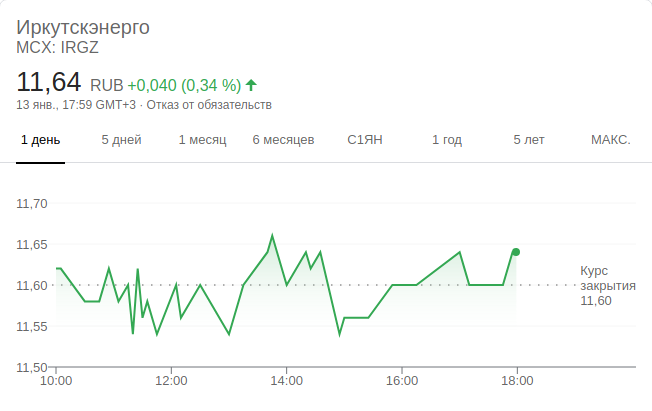 Иркутскэнерго
MCX: IRGZ
11,64 RUB +0,040 (0,34 %)
13 янв., 17:59 GMT+3 · Отказ от обязательств
1 день 5 дней 1 месяц 6 месяцев С1ЯН 1 год 5 лет МАКС.
11,70
11,65
11,60
11,55
11,50
Курс
закрытия
11,60
10:00 12:00 14:00 16:00 18:00